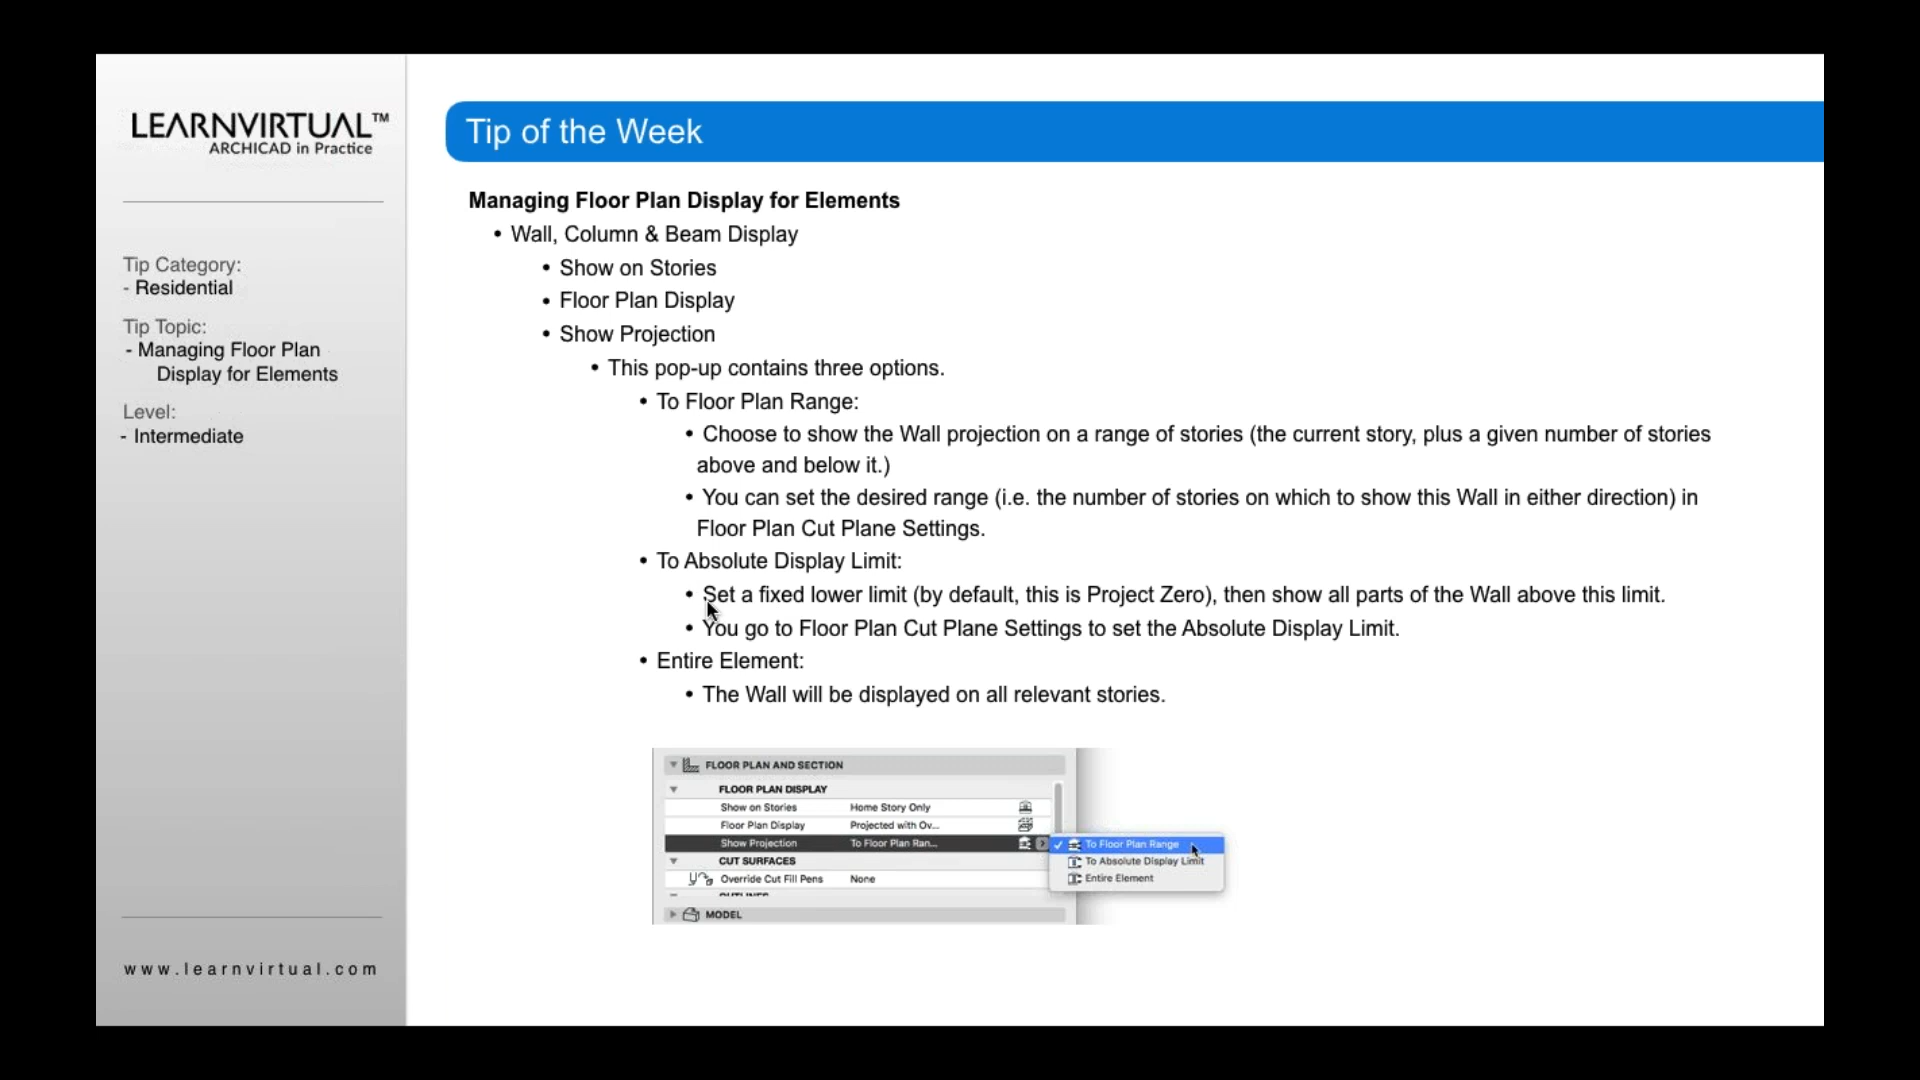 LEARNVIRTUAL™
ARCHICAD in Practice
Tip Category:
- Residential
Tip Topic:
- Managing Floor Plan
Display for Elements
Level:
- Intermediate
www.learnvirtual.com
Tip of the Week
Managing Floor Plan Display for Elements
• Wall, Column & Beam Display
• Show on Stories
• Floor Plan Display
• Show Projection
• This pop-up contains three options.
• To Floor Plan Range:
• Choose to show the Wall projection on a range of stories (the current story, plus a given number of stories
above and below it.)
• You can set the desired range (i.e. the number of stories on which to show this Wall in either direction) in
Floor Plan Cut Plane Settings.
• To Absolute Display Limit:
• Set a fixed lower limit (by default, this is Project Zero), then show all parts of the Wall above this limit.
• You go to Floor Plan Cut Plane Settings to set the Absolute Display Limit.
• Entire Element:
• The Wall will be displayed on all relevant stories.
FLOOR PLAN AND SECTION
FLOOR PLAN DISPLAY
Show on Stories Home Story Only
Floor Plan Display Projected with Ov...
Show Projection To Floor Plan Ran...
To Floor Plan Range
To Absolute Display Limit
Entire Element
CUT SURFACES
Override Cut Fill Pens None
MODEL